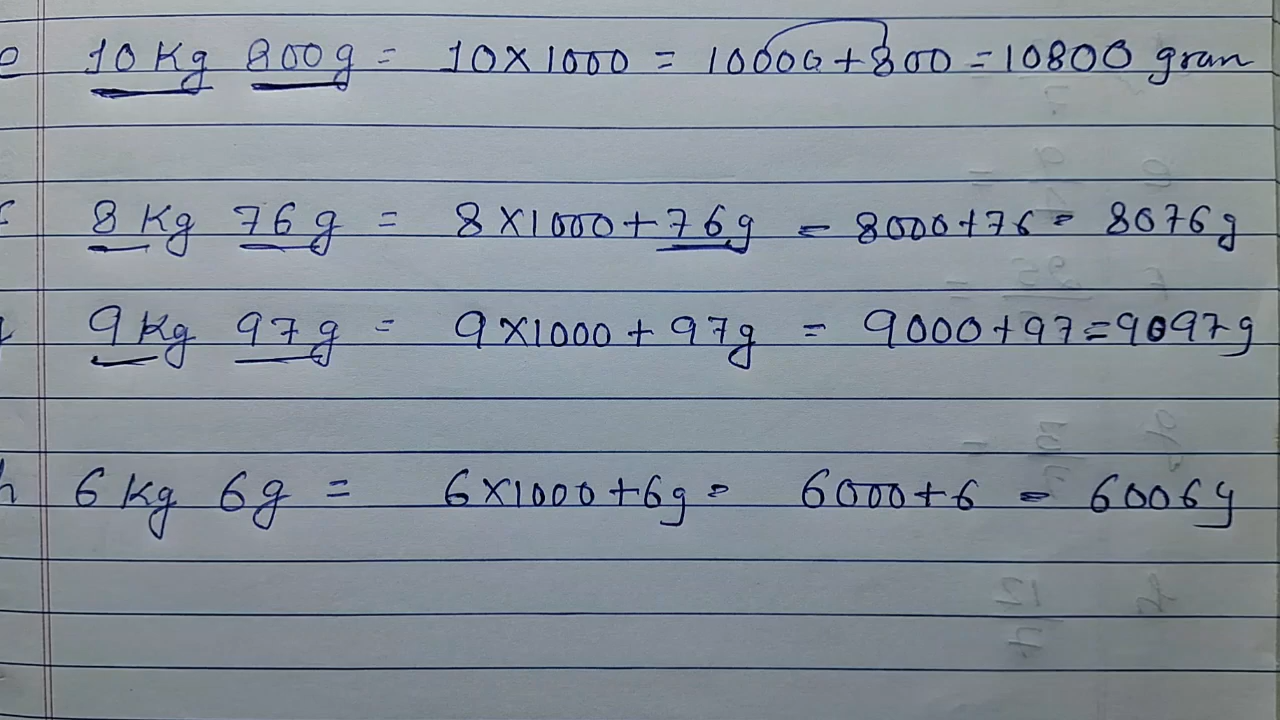 e 10 Kg 800g = 10×1000 = 10000+800 = 10800 gram
f 8 Kg 76 g = 8×1000+76g = 8000+76= 8076g
g 9 Kg 97 g = 9×1000+97g = 9000+97=9097g
h 6 Kg 6g = 6×1000+6g = 6000+6 = 6006g